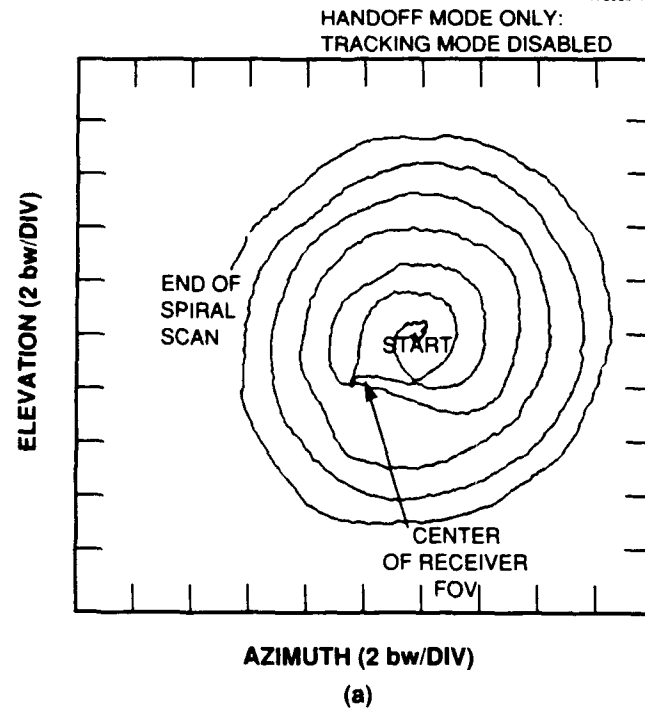 HANDOFF MODE ONLY:
TRACKING MODE DISABLED
ELEVATION (2 bw/DIV)
END OF
SPIRAL
SCAN
START
CENTER
OF RECEIVER
FOV
AZIMUTH (2 bw/DIV)
(a)